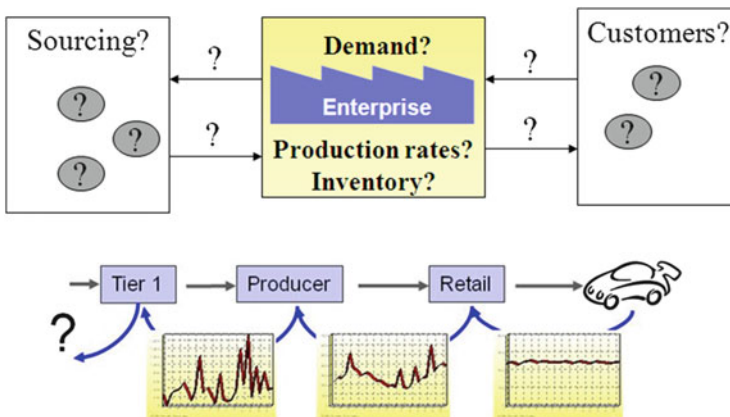 Sourcing?
?
?
?
?
?
Demand?
Enterprise
Production rates?
Inventory?
?
?
Customers?
?
?
Tier 1
Producer
Retail
?